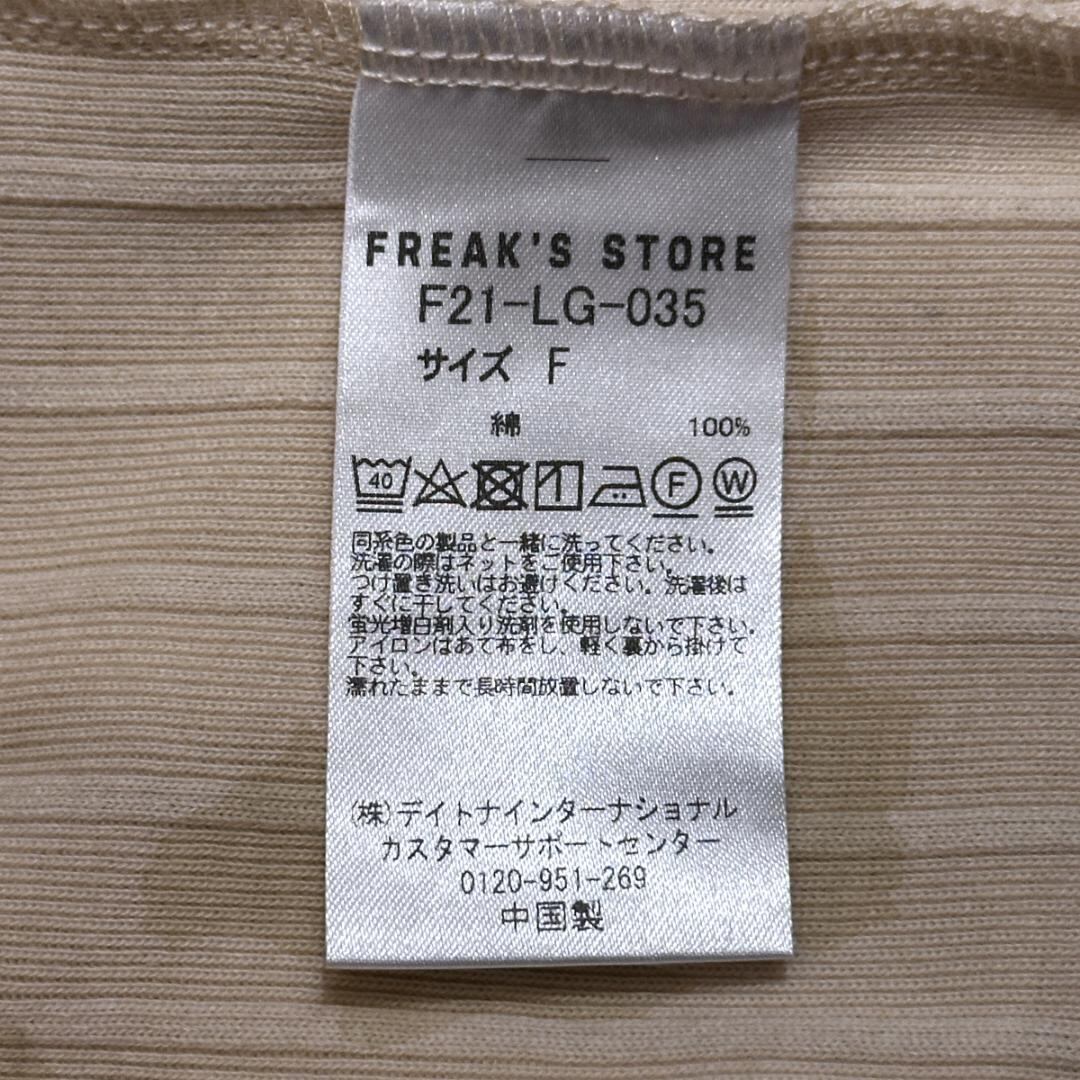 FREAK'S STORE
F21-LG-035
サイズ F
綿 100%
40 F W
同系色の製品と一緒に洗ってください。
洗濯の際はネットをご使用下さい。
つけ置き洗いはお避けください。洗濯後は
すぐに干してください。
蛍光増白剤入り洗剤を使用しないで下さい。
アイロンはあて布をし、軽く裏から掛けて
下さい。
濡れたままで長時間放置しないで下さい。
(株)デイトナインターナショナル
カスタマーサポートセンター
0120-951-269
中国製